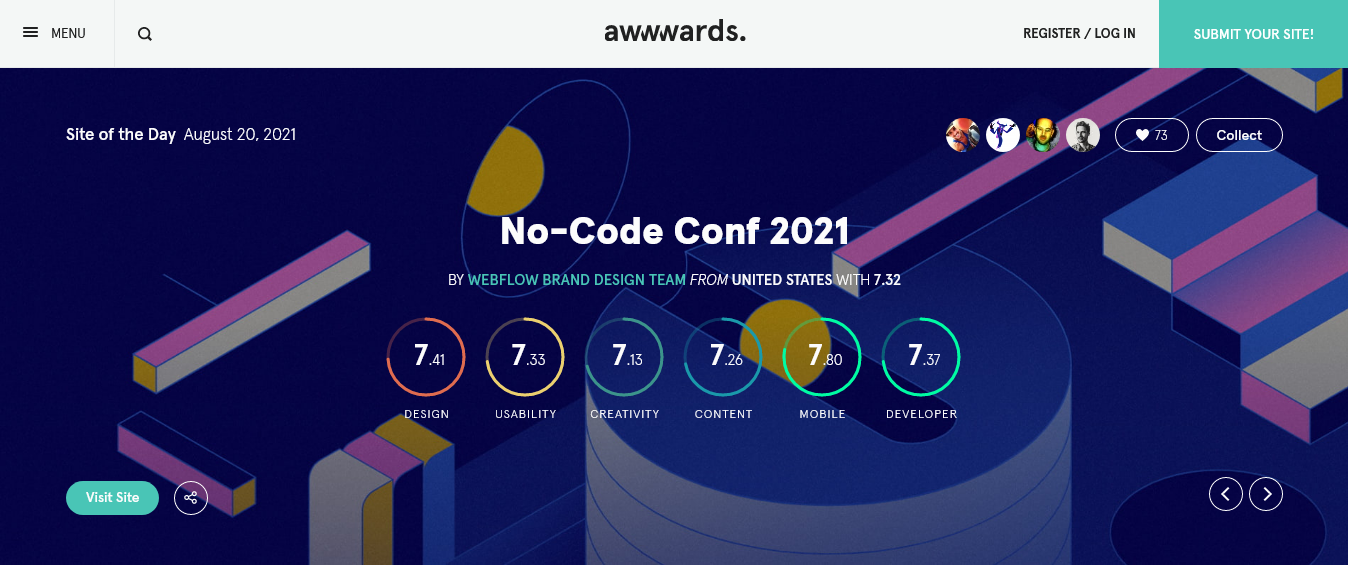 MENU
awwwards.
REGISTER / LOG IN
SUBMIT YOUR SITE!
Site of the Day August 20, 2021
73
Collect
No-Code Conf 2021
BY WEBFLOW BRAND DESIGN TEAM FROM UNITED STATES WITH 7.32
7.41 7.33 7.13 7.26 7.80 7.37
DESIGN USABILITY CREATIVITY CONTENT MOBILE DEVELOPER
Visit Site